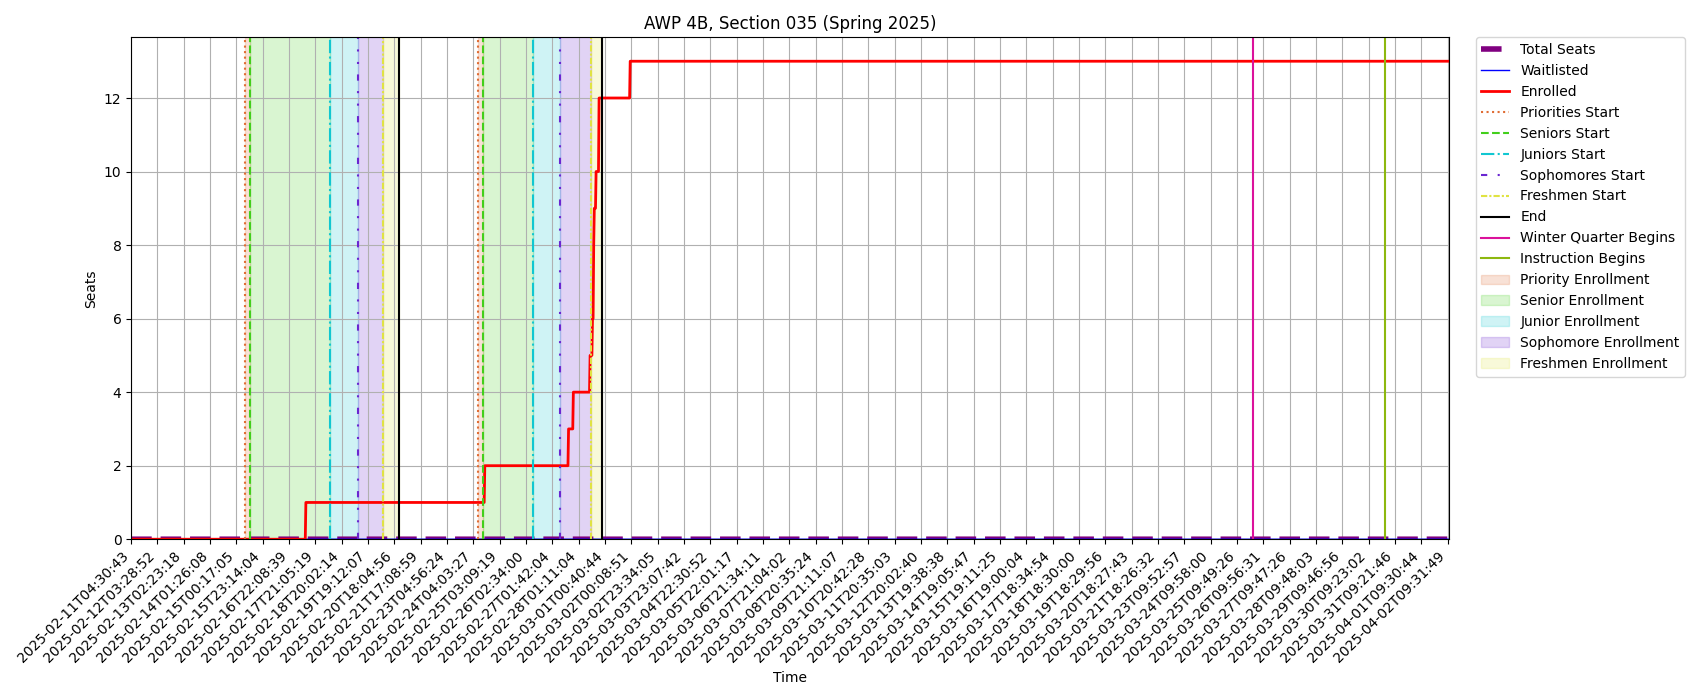 AWP 4B, Section 035 (Spring 2025)
Seats
12
10
8
6
4
2
0
2025-02-11T04:30:43
2025-02-12T03:28:52
2025-02-13T02:23:18
2025-02-14T01:26:08
2025-02-15T00:17:05
2025-02-15T23:14:04
2025-02-16T22:08:39
2025-02-17T21:05:19
2025-02-18T20:02:14
2025-02-19T19:12:07
2025-02-20T18:04:56
2025-02-21T17:08:59
2025-02-23T04:56:24
2025-02-24T04:03:27
2025-02-25T03:09:19
2025-02-26T02:34:00
2025-02-27T01:42:04
2025-02-28T01:11:04
2025-03-01T00:40:44
2025-03-02T00:08:51
2025-03-02T23:34:05
2025-03-03T23:07:42
2025-03-04T22:30:52
2025-03-05T22:01:17
2025-03-06T21:34:11
2025-03-07T21:04:02
2025-03-08T20:35:24
2025-03-09T21:11:07
2025-03-10T20:42:28
2025-03-11T20:35:03
2025-03-12T20:02:40
2025-03-13T19:38:38
2025-03-14T19:05:47
2025-03-15T19:11:25
2025-03-16T19:00:04
2025-03-17T18:34:54
2025-03-18T18:30:00
2025-03-19T18:29:56
2025-03-20T18:27:43
2025-03-21T18:26:32
2025-03-23T09:52:57
2025-03-24T09:58:00
2025-03-25T09:49:26
2025-03-26T09:56:31
2025-03-27T09:47:26
2025-03-28T09:48:03
2025-03-29T09:46:56
2025-03-30T09:23:02
2025-03-31T09:21:46
2025-04-01T09:30:44
2025-04-02T09:31:49
Time
Total Seats
Waitlisted
Enrolled
Priorities Start
Seniors Start
Juniors Start
Sophomores Start
Freshmen Start
End
Winter Quarter Begins
Instruction Begins
Priority Enrollment
Senior Enrollment
Junior Enrollment
Sophomore Enrollment
Freshmen Enrollment